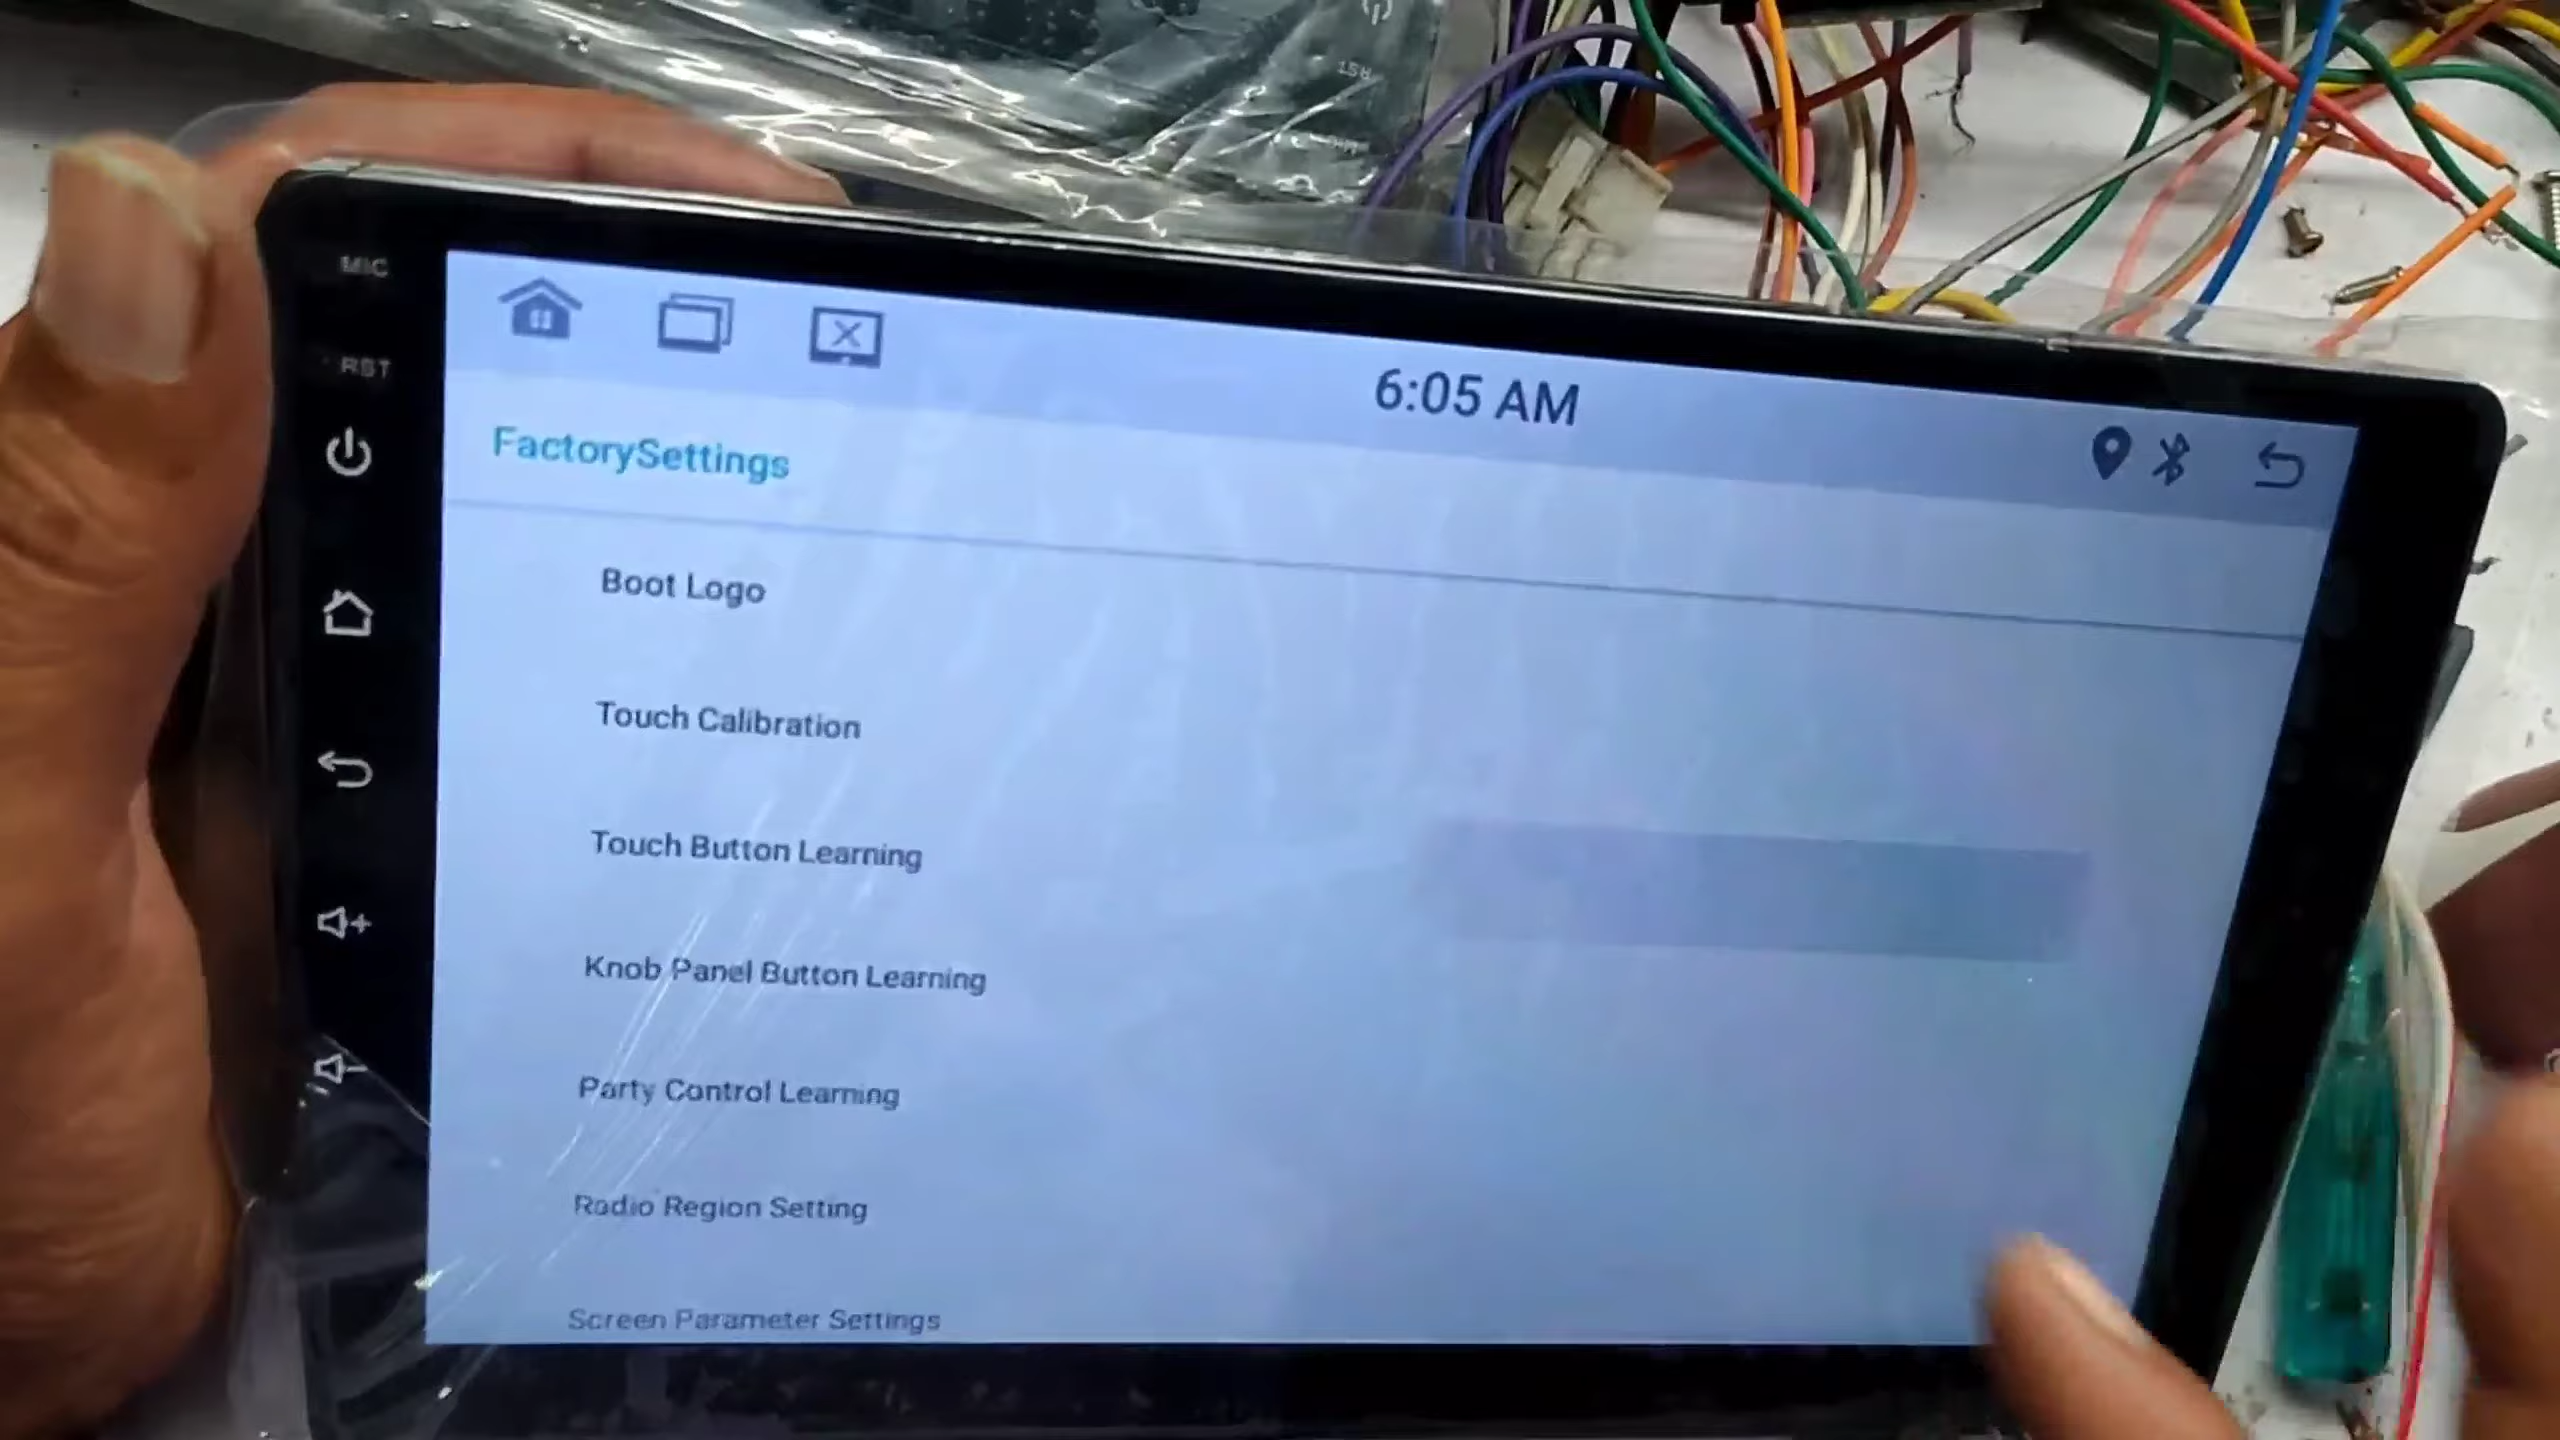 MIC
RST
6:05 AM
FactorySettings
Boot Logo
Touch Calibration
Touch Button Learning
Knob Panel Button Learning
Party Control Learning
Radio Region Setting
Screen Parameter Settings